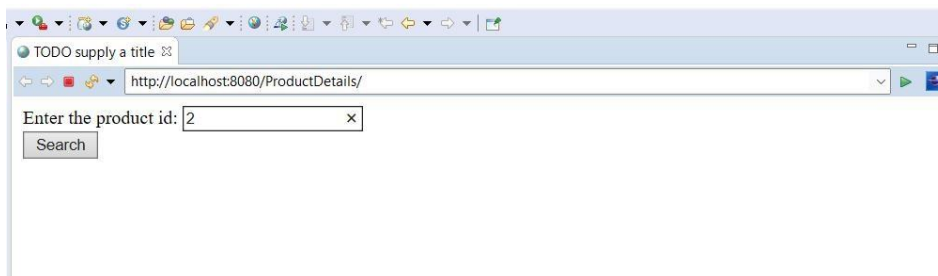 TODO supply a title
http://localhost:8080/ProductDetails/
Enter the product id: 2
Search